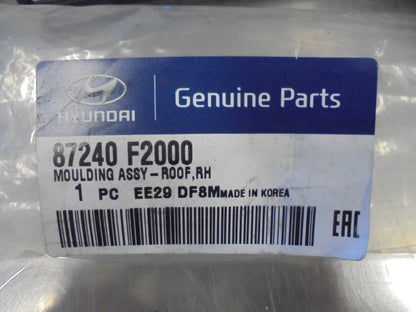 HYUNDAI
Genuine Parts
87240 F2000
MOULDING ASSY-ROOF,RH
1 PC EE29 DF8M MADE IN KOREA
EAC